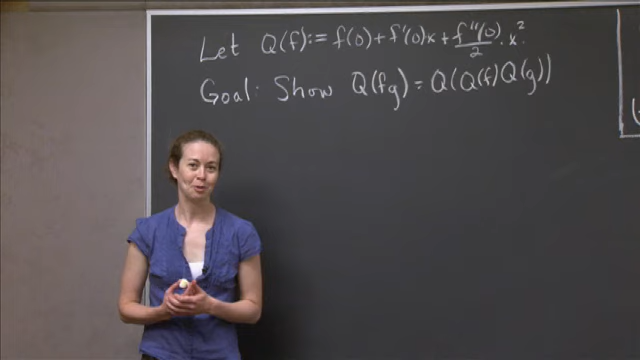 Let Q(f):= f(0)+f'(0)x+f''(0)/2 · x²
Goal: Show Q(fg) = Q(Q(f)Q(g))